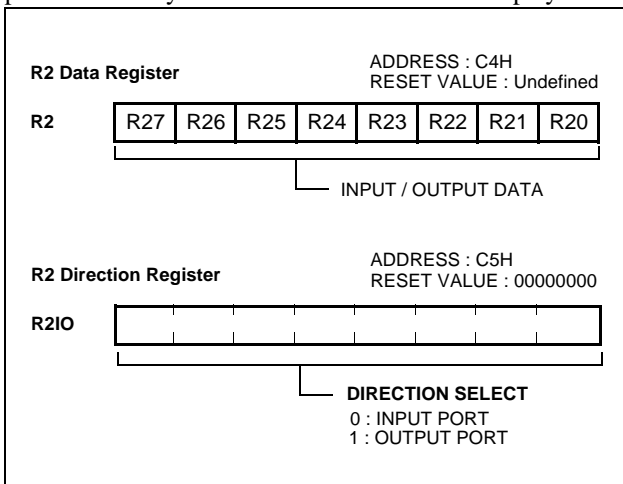 R2 Data Register
ADDRESS : C4H
RESET VALUE : Undefined
R2 R27 R26 R25 R24 R23 R22 R21 R20
INPUT / OUTPUT DATA
R2 Direction Register
ADDRESS : C5H
RESET VALUE : 00000000
R2IO
DIRECTION SELECT
0 : INPUT PORT
1 : OUTPUT PORT